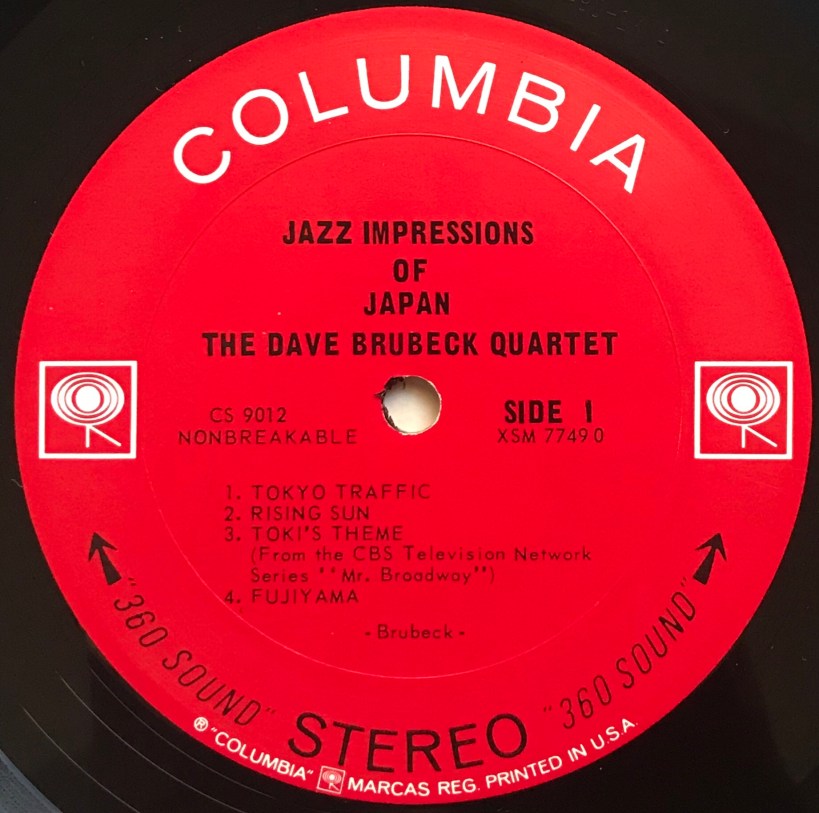 COLUMBIA
JAZZ IMPRESSIONS
OF
JAPAN
THE DAVE BRUBECK QUARTET
CS 9012
NONBREAKABLE
SIDE 1
XSM 77490
1. TOKYO TRAFFIC
2. RISING SUN
3. TOKI'S THEME
(From the CBS Television Network
Series ''Mr. Broadway'')
4. FUJIYAMA
-Brubeck-
"360 SOUND" STEREO "360 SOUND"
® "COLUMBIA" MARCAS REG. PRINTED IN U.S.A.